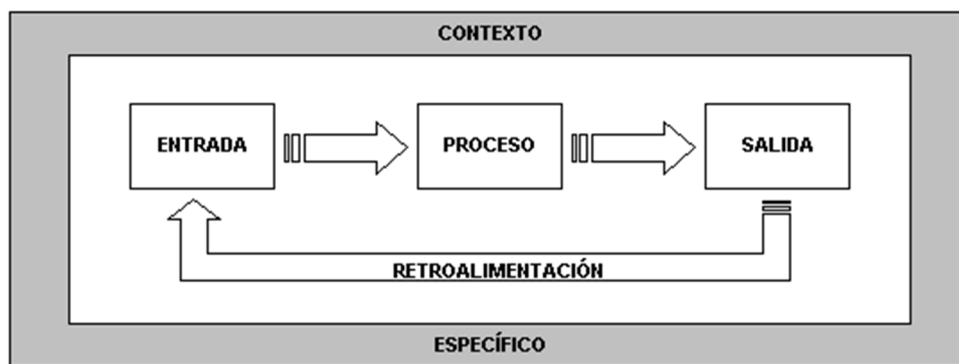 CONTEXTO
ENTRADA
PROCESO
SALIDA
RETROALIMENTACIÓN
ESPECÍFICO